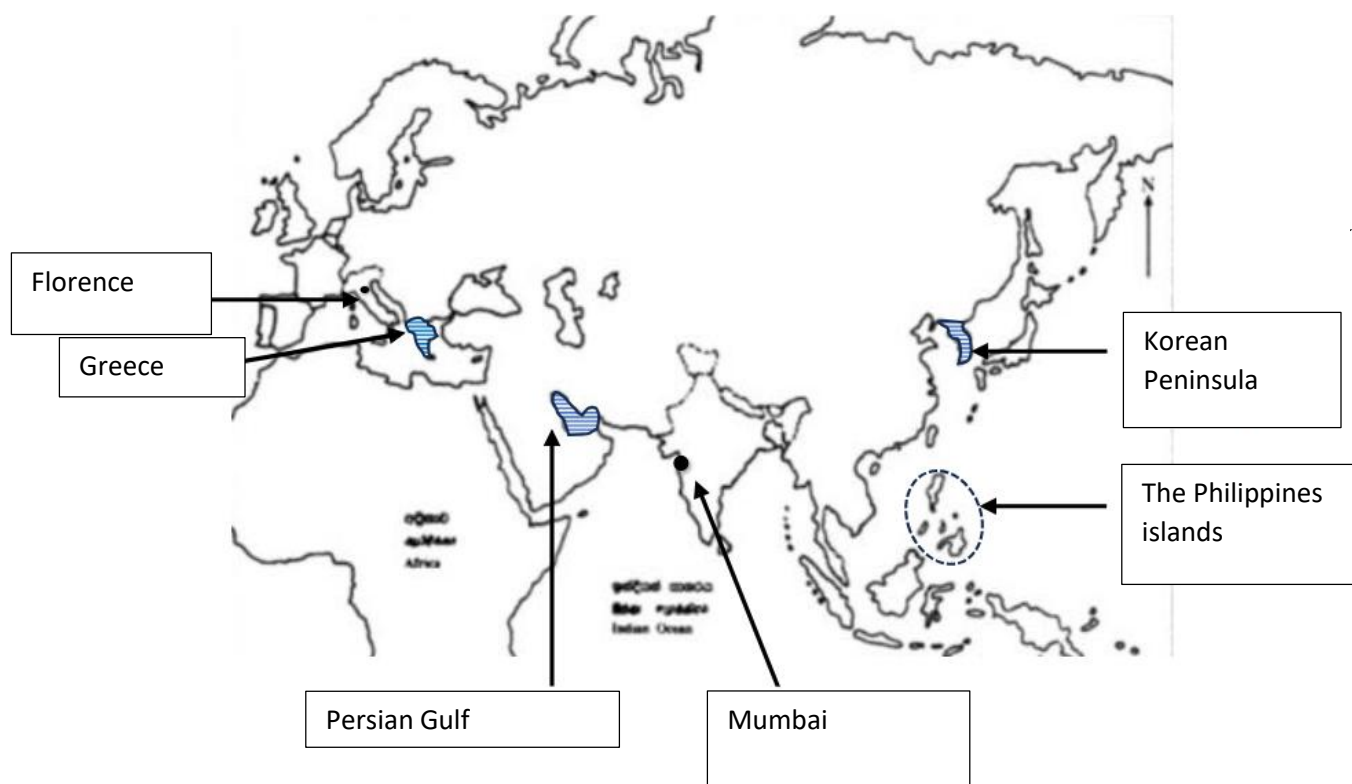 N
Florence
Greece
Korean
Peninsula
The Philippines
islands
Africa
Indian Ocean
Persian Gulf
Mumbai